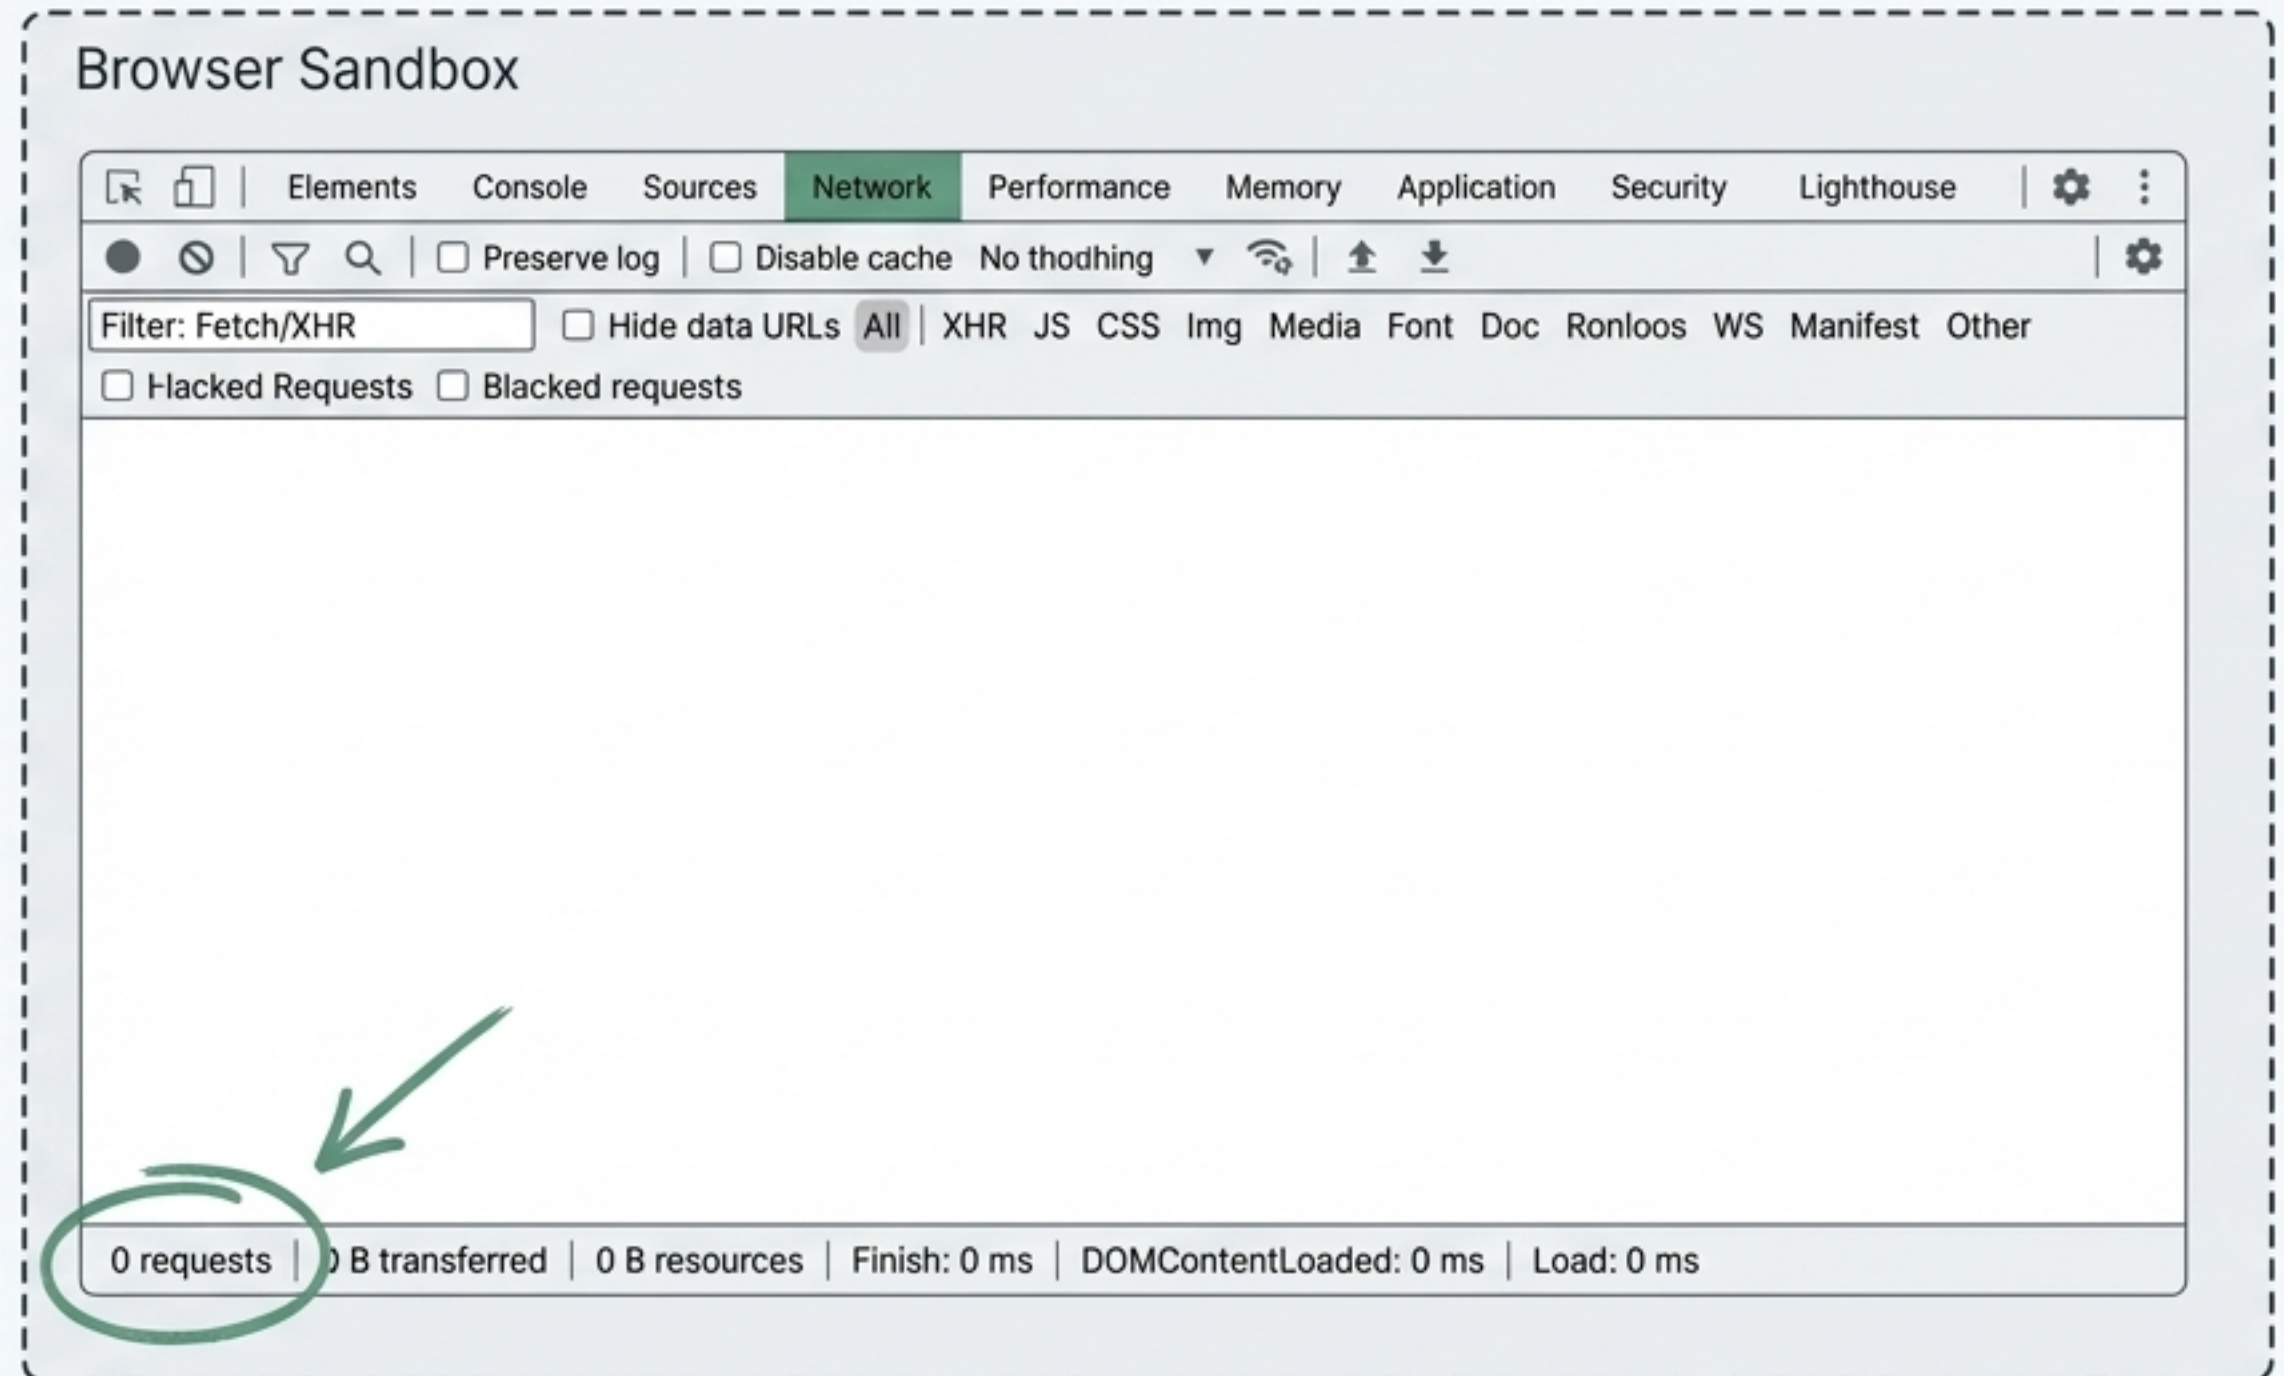 Browser Sandbox
Elements Console Sources Network Performance Memory Application Security Lighthouse
Preserve log Disable cache No thodhing
Filter: Fetch/XHR Hide data URLs All XHR JS CSS Img Media Font Doc Ronloos WS Manifest Other
Hacked Requests Blacked requests
0 requests 0 B transferred 0 B resources Finish: 0 ms DOMContentLoaded: 0 ms Load: 0 ms